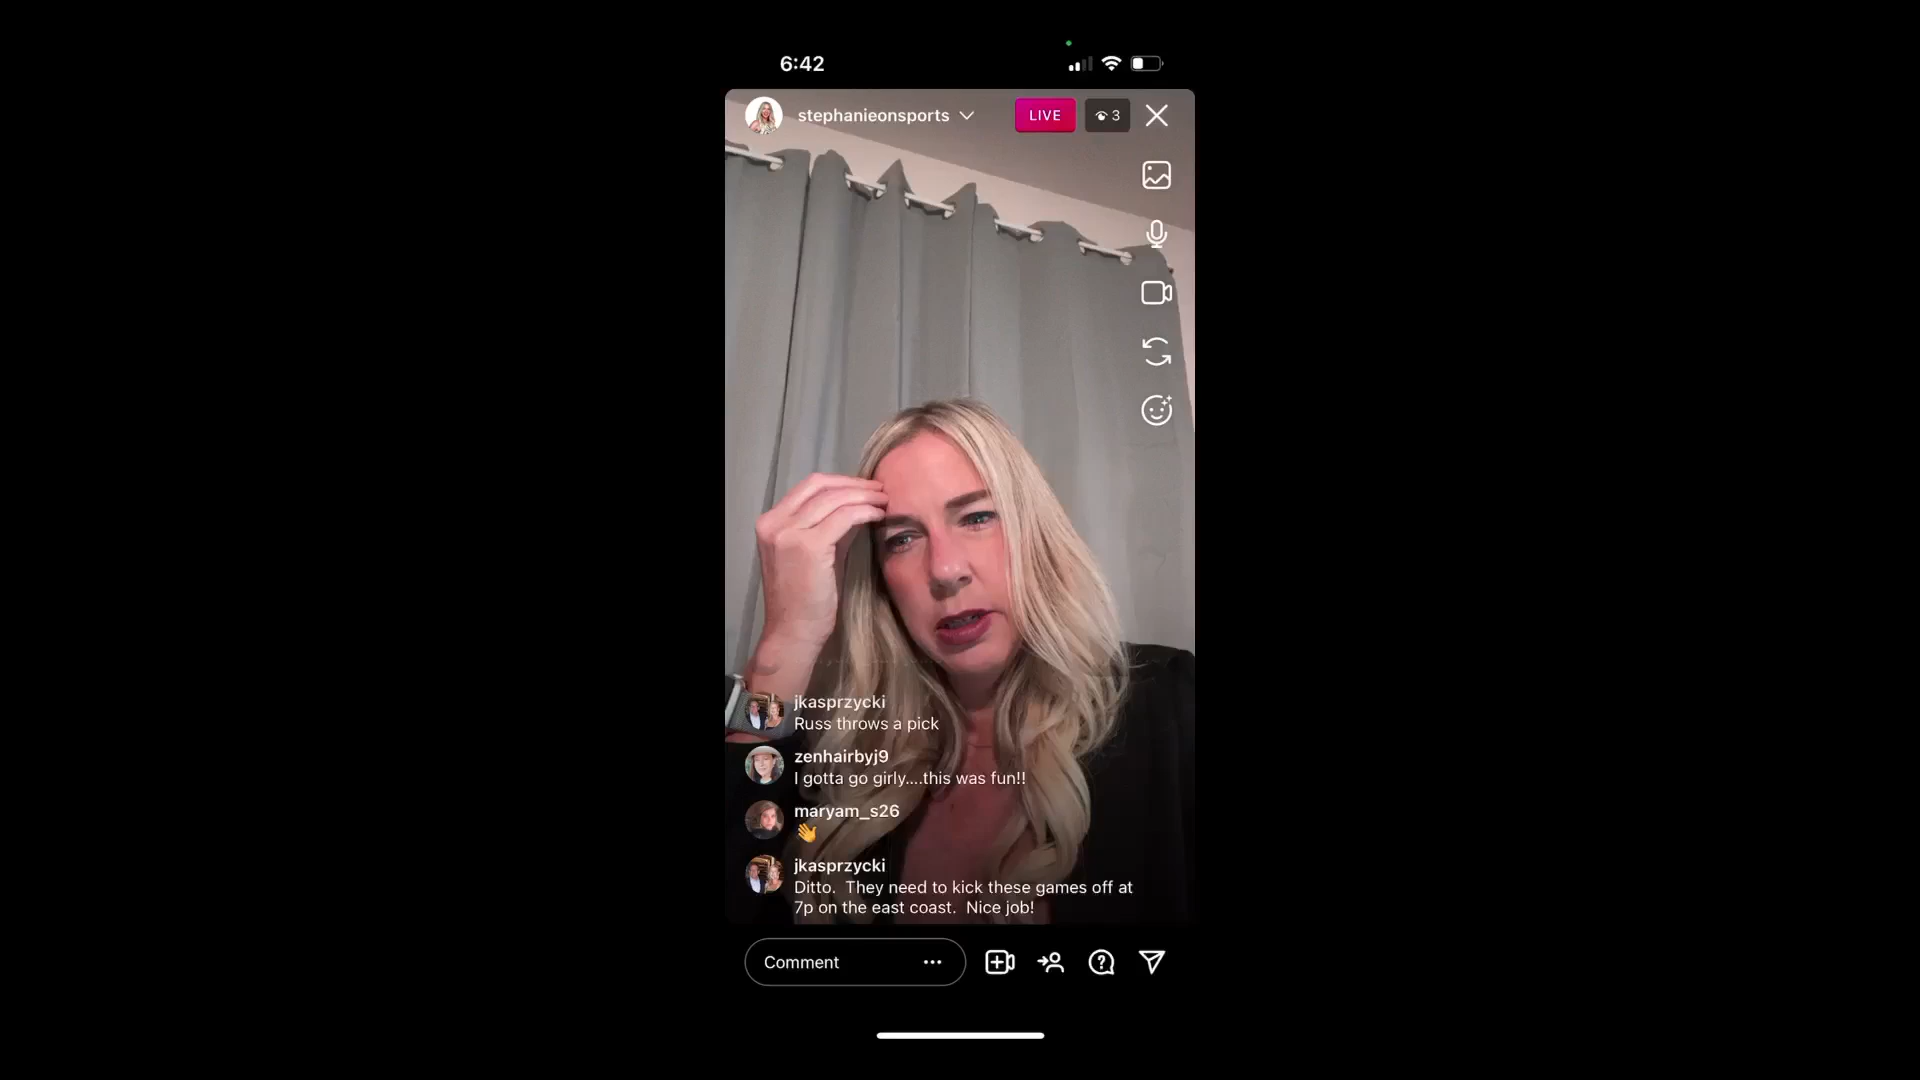 6:42
stephanieonsports
LIVE
3
jkasprzycki
Russ throws a pick
zenhairbyj9
I gotta go girly....this was fun!!
maryam_s26
👋
jkasprzycki
Ditto.  They need to kick these games off at
7p on the east coast.  Nice job!
Comment